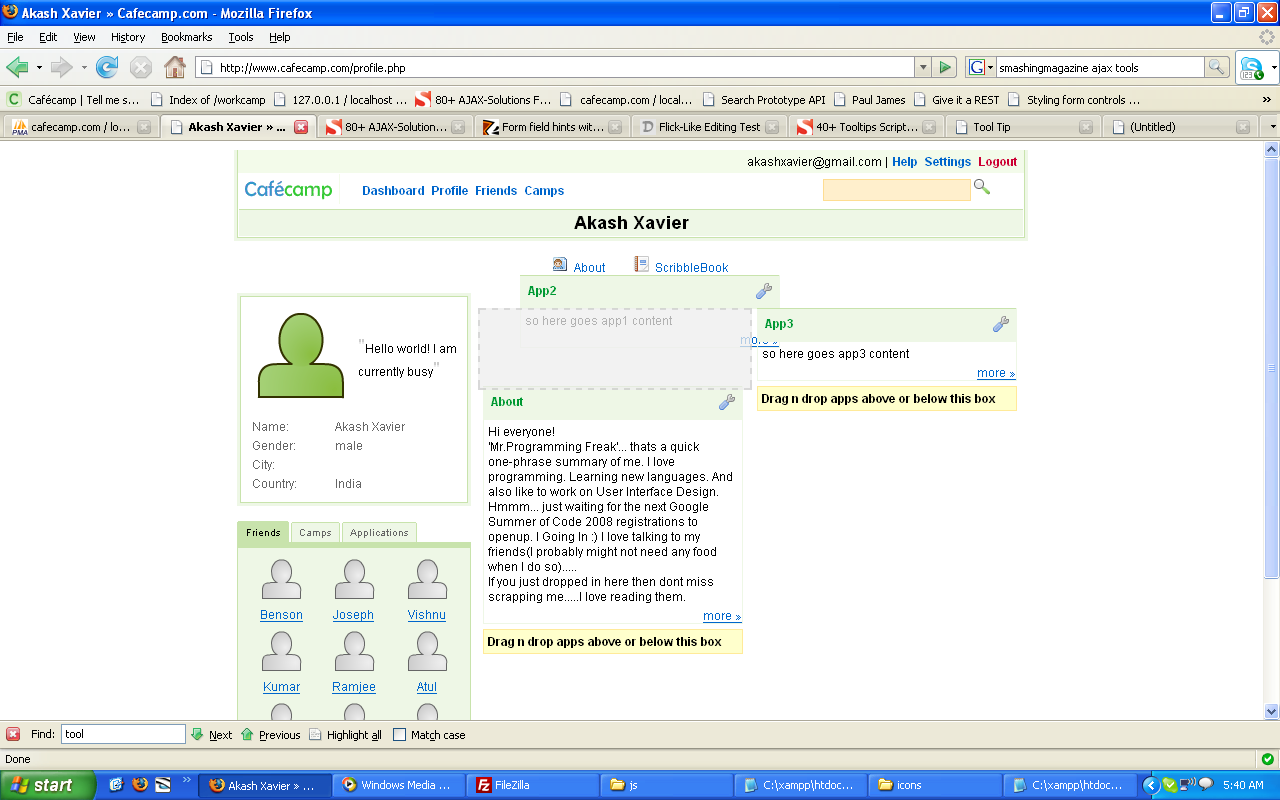 Akash Xavier » Cafecamp.com - Mozilla Firefox
File Edit View History Bookmarks Tools Help
http://www.cafecamp.com/profile.php
G smashingmagazine ajax tools
Cafécamp | Tell me s... Index of /workcamp 127.0.0.1 / localhost ... 80+ AJAX-Solutions F... cafecamp.com / local... Search Prototype API Paul James Give it a REST Styling form controls ... »
PMA cafecamp.com / lo... Akash Xavier » ... 80+ AJAX-Solution... Form field hints wit... Flick-Like Editing Test 40+ Tooltips Script... Tool Tip (Untitled)
akashxavier@gmail.com | Help Settings Logout
Cafécamp Dashboard Profile Friends Camps
Akash Xavier
About ScribbleBook
App2
so here goes app1 content
more »
App3
so here goes app3 content
more »
Drag n drop apps above or below this box
"Hello world! I am
currently busy"
Name: Akash Xavier
Gender: male
City:
Country: India
About
Hi everyone!
'Mr.Programming Freak'... thats a quick
one-phrase summary of me. I love
programming. Learning new languages. And
also like to work on User Interface Design.
Hmmm... just waiting for the next Google
Summer of Code 2008 registrations to
openup. I Going In :) I love talking to my
friends(I probably might not need any food
when I do so).....
If you just dropped in here then dont miss
scrapping me.....I love reading them.
more »
Drag n drop apps above or below this box
Friends Camps Applications
Benson Joseph Vishnu
Kumar Ramjee Atul
Find: tool Next Previous Highlight all Match case
Done
start » Akash Xavier » ... Windows Media ... FileZilla js C:\xampp\htdoc... icons C:\xampp\htdoc... 5:40 AM